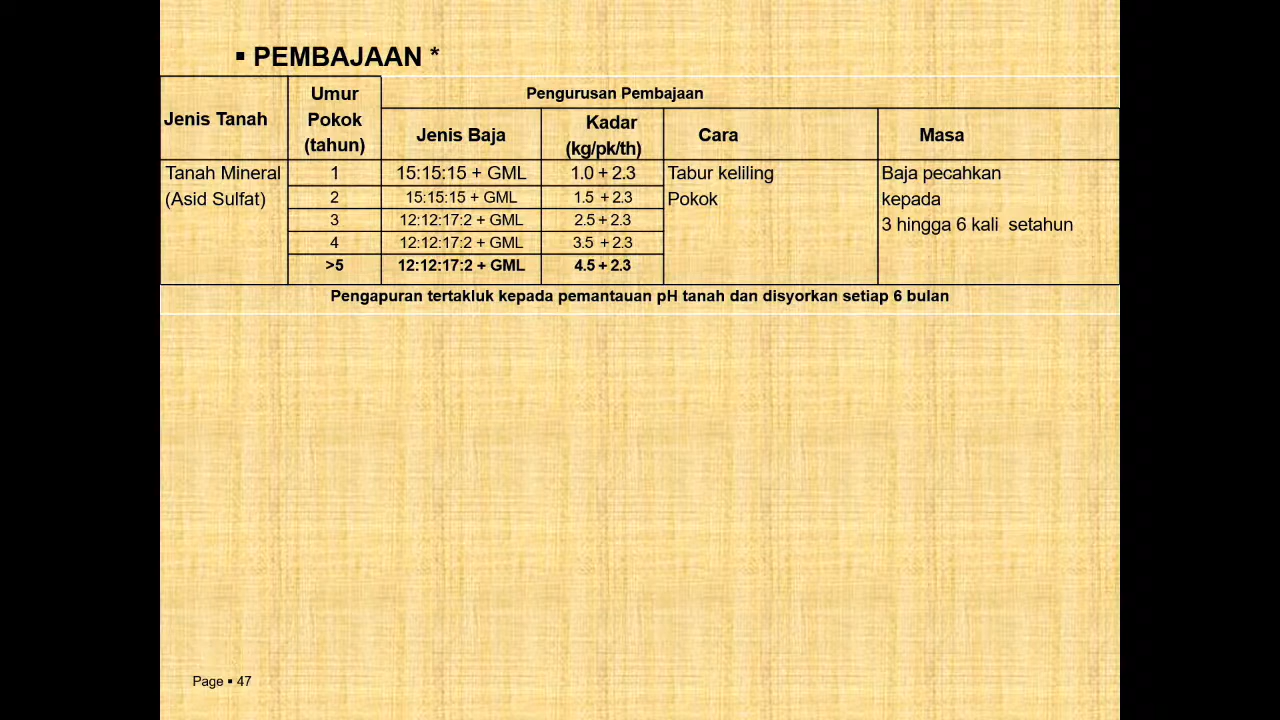 ▪ PEMBAJAAN *
Jenis Tanah
Umur
Pokok
(tahun)
Pengurusan Pembajaan
Jenis Baja
Kadar
(kg/pk/th)
Cara
Masa
Tanah Mineral
(Asid Sulfat)
1
15:15:15 + GML
1.0 + 2.3
Tabur keliling
Pokok
Baja pecahkan
kepada
3 hingga 6 kali setahun
2
15:15:15 + GML
1.5 + 2.3
3
12:12:17:2 + GML
2.5 + 2.3
4
12:12:17:2 + GML
3.5 + 2.3
>5
12:12:17:2 + GML
4.5 + 2.3
Pengapuran tertakluk kepada pemantauan pH tanah dan disyorkan setiap 6 bulan
Page ▪ 47